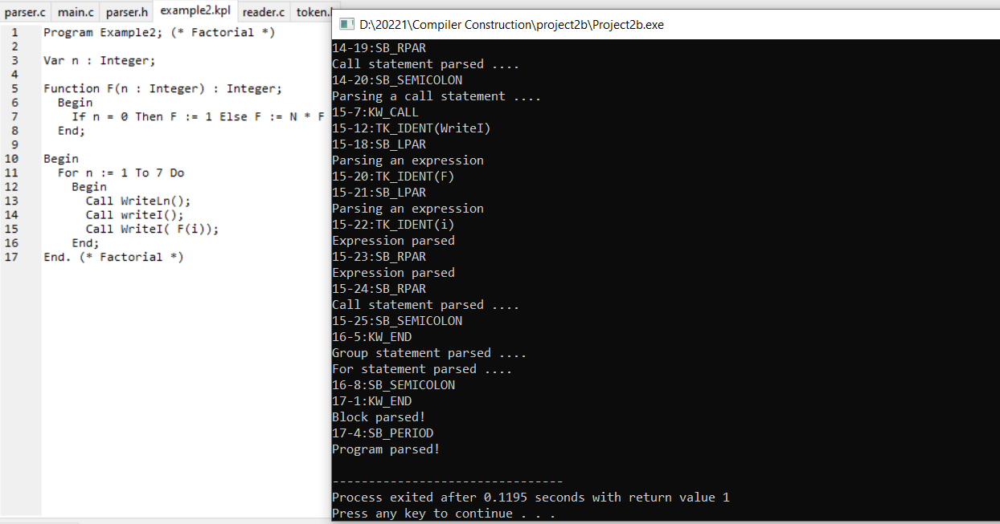 parser.c main.c parser.h example2.kpl reader.c token.
1 Program Example2; (* Factorial *)
2
3 Var n : Integer;
4
5 Function F(n : Integer) : Integer;
6 Begin
7 If n = 0 Then F := 1 Else F := N * F
8 End;
9
10 Begin
11 For n := 1 To 7 Do
12 Begin
13 Call WriteLn();
14 Call writeI();
15 Call WriteI( F(i));
16 End;
17 End. (* Factorial *)
D:\20221\Compiler Construction\project2b\Project2b.exe
14-19:SB_RPAR
Call statement parsed ....
14-20:SB_SEMICOLON
Parsing a call statement ....
15-7:KW_CALL
15-12:TK_IDENT(WriteI)
15-18:SB_LPAR
Parsing an expression
15-20:TK_IDENT(F)
15-21:SB_LPAR
Parsing an expression
15-22:TK_IDENT(i)
Expression parsed
15-23:SB_RPAR
Expression parsed
15-24:SB_RPAR
Call statement parsed ....
15-25:SB_SEMICOLON
16-5:KW_END
Group statement parsed ....
For statement parsed ....
16-8:SB_SEMICOLON
17-1:KW_END
Block parsed!
17-4:SB_PERIOD
Program parsed!
--------------------------------
Process exited after 0.1195 seconds with return value 1
Press any key to continue . . .